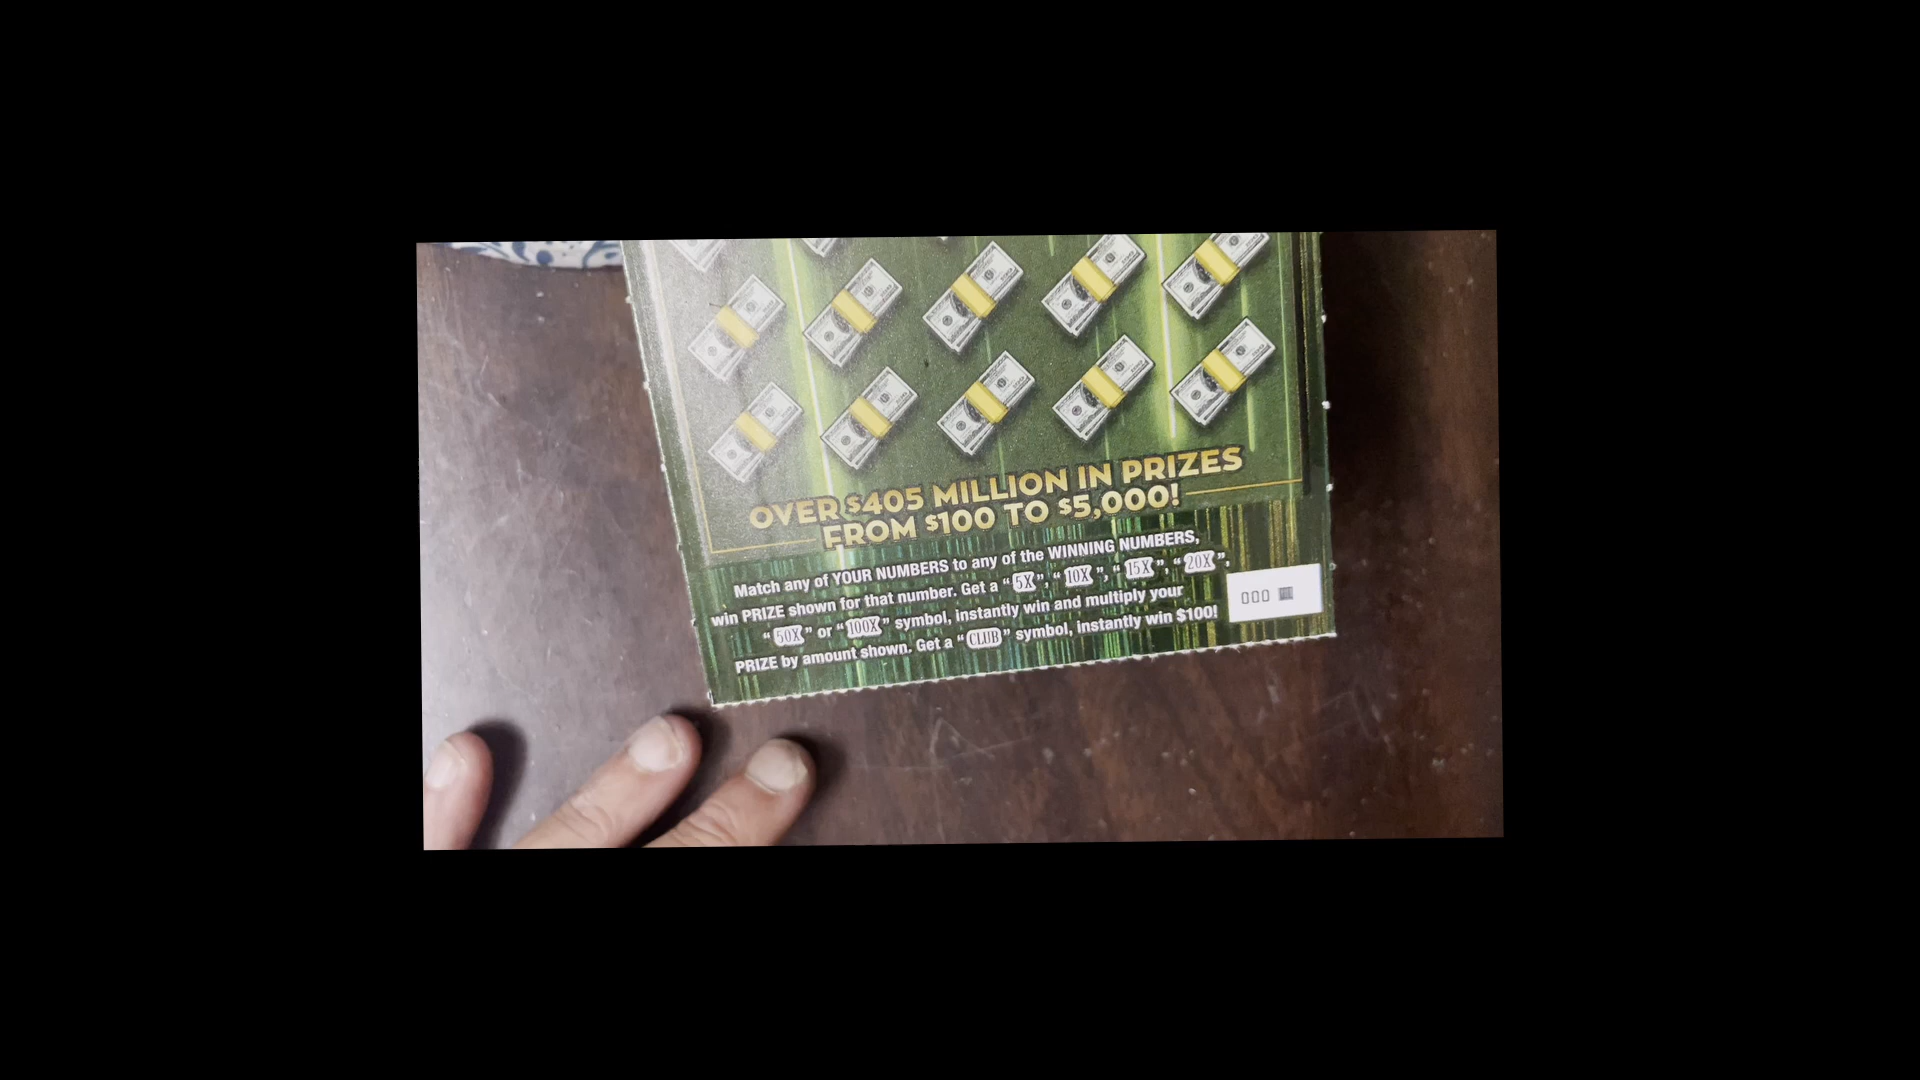 OVER $405 MILLION IN PRIZES
FROM $100 TO $5,000!
Match any of YOUR NUMBERS to any of the WINNING NUMBERS,
win PRIZE shown for that number. Get a “5X”, “10X”, “15X”, “20X”,
“50X” or “100X” symbol, instantly win and multiply your
PRIZE by amount shown. Get a “CLUB” symbol, instantly win $100!
000